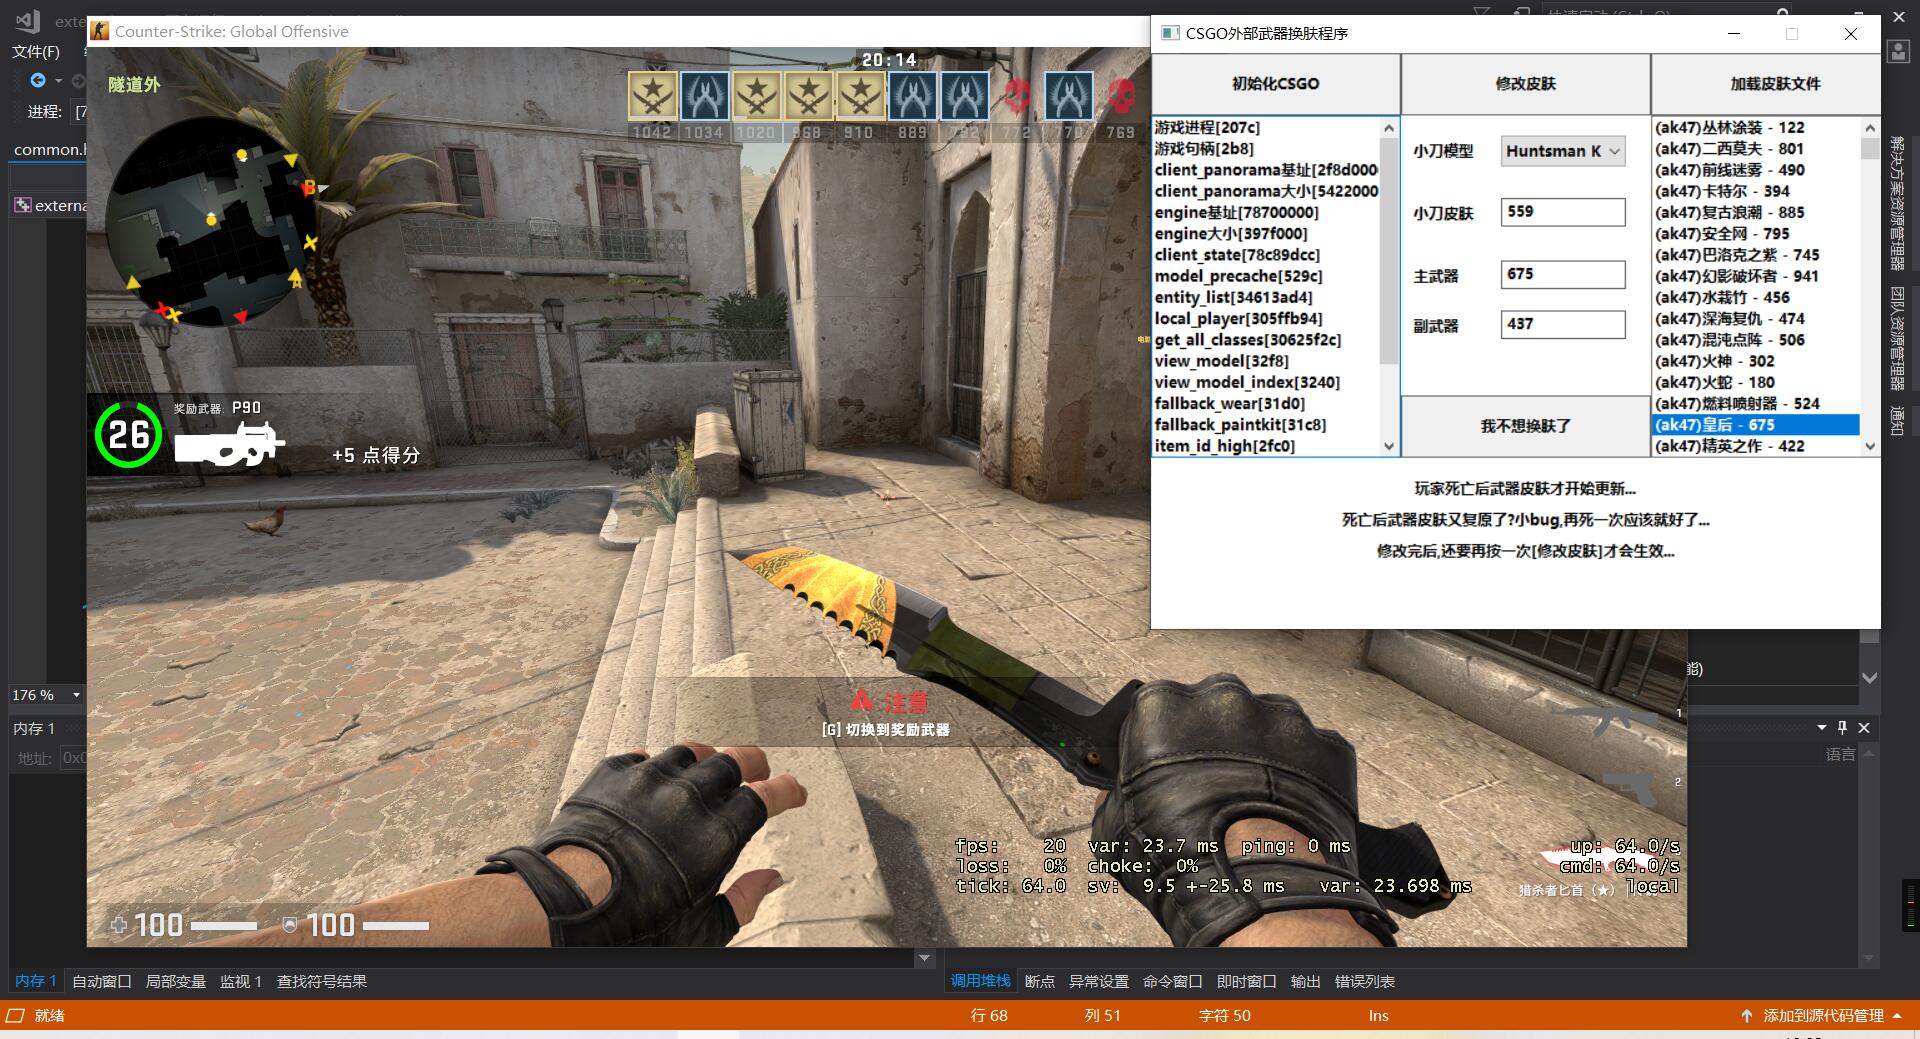 Counter-Strike: Global Offensive
文件(F)
进程:
common.h
externa
隧道外
20:14
1042
1034
1020
968
910
889
782
772
770
769
B
A
26
奖励武器: P90
+5 点得分
注意
[G] 切换到奖励武器
1
2
fps: 20 var: 23.7 ms ping: 0 ms
loss: 0% choke: 0%
tick: 64.0 sv: 9.5 +-25.8 ms var: 23.698 ms
up: 64.0/s
cmd: 64.0/s
local
猎杀者匕首 (★)
100
100
CSGO外部武器换肤程序
初始化CSGO
修改皮肤
加载皮肤文件
游戏进程[207c]
游戏句柄[2b8]
client_panorama基址[2f8d000
client_panorama大小[5422000
engine基址[78700000]
engine大小[397f000]
client_state[78c89dcc]
model_precache[529c]
entity_list[34613ad4]
local_player[305ffb94]
get_all_classes[30625f2c]
view_model[32f8]
view_model_index[3240]
fallback_wear[31d0]
fallback_paintkit[31c8]
item_id_high[2fc0]
小刀模型
Huntsman K
小刀皮肤
559
主武器
675
副武器
437
我不想换肤了
(ak47)丛林涂装 - 122
(ak47)二西莫夫 - 801
(ak47)前线迷雾 - 490
(ak47)卡特尔 - 394
(ak47)复古浪潮 - 885
(ak47)安全网 - 795
(ak47)巴洛克之紫 - 745
(ak47)幻影破坏者 - 941
(ak47)水栽竹 - 456
(ak47)深海复仇 - 474
(ak47)混沌点阵 - 506
(ak47)火神 - 302
(ak47)火蛇 - 180
(ak47)燃料喷射器 - 524
(ak47)皇后 - 675
(ak47)精英之作 - 422
玩家死亡后武器皮肤才开始更新...
死亡后武器皮肤又复原了?小bug,再死一次应该就好了...
修改完后,还要再按一次[修改皮肤]才会生效...
解决方案资源管理器
团队资源管理器
通知
176 %
内存 1
地址:
语言
内存 1
自动窗口
局部变量
监视 1
查找符号结果
调用堆栈
断点
异常设置
命令窗口
即时窗口
输出
错误列表
就绪
行 68
列 51
字符 50
Ins
添加到源代码管理